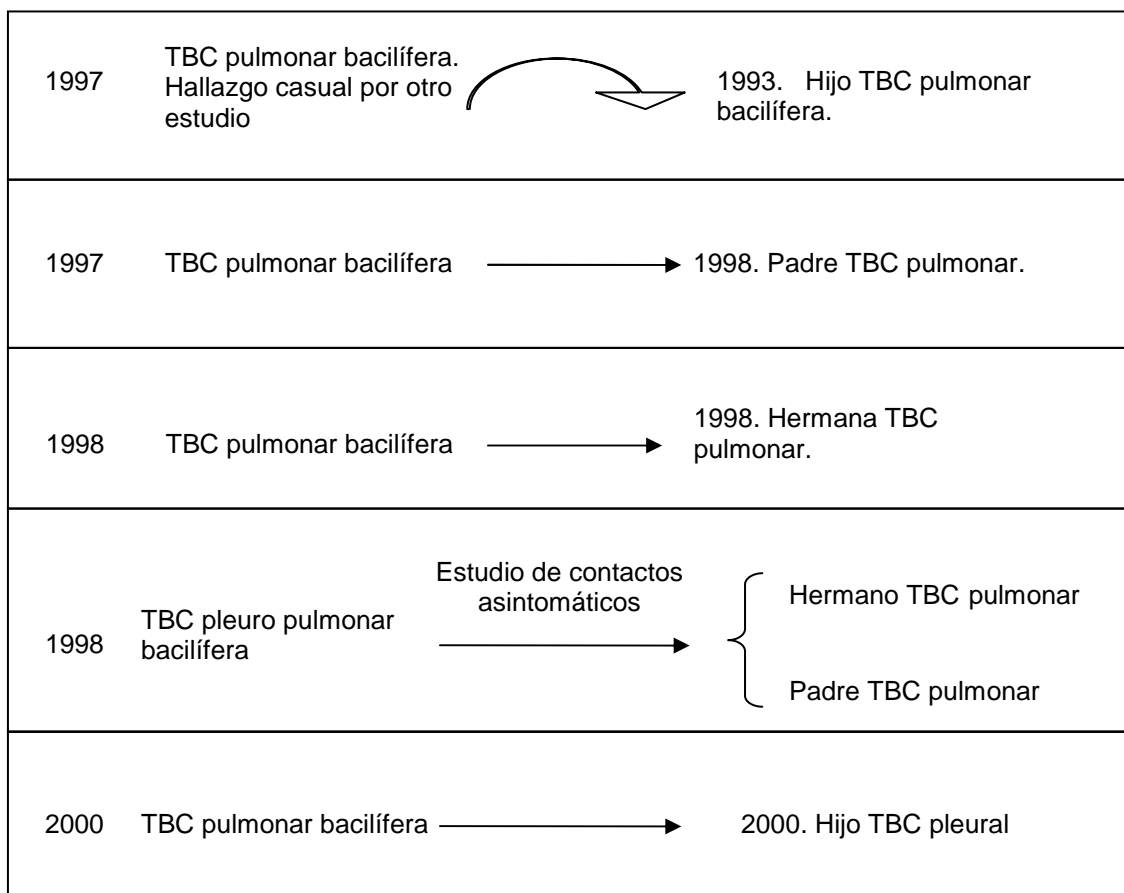 1997
TBC pulmonar bacilífera.
Hallazgo casual por otro
estudio
1993. Hijo TBC pulmonar
bacilífera.
1997
TBC pulmonar bacilífera
1998. Padre TBC pulmonar.
1998
TBC pulmonar bacilífera
1998. Hermana TBC
pulmonar.
1998
TBC pleuro pulmonar
bacilífera
Estudio de contactos
asintomáticos
Hermano TBC pulmonar
Padre TBC pulmonar
2000
TBC pulmonar bacilífera
2000. Hijo TBC pleural